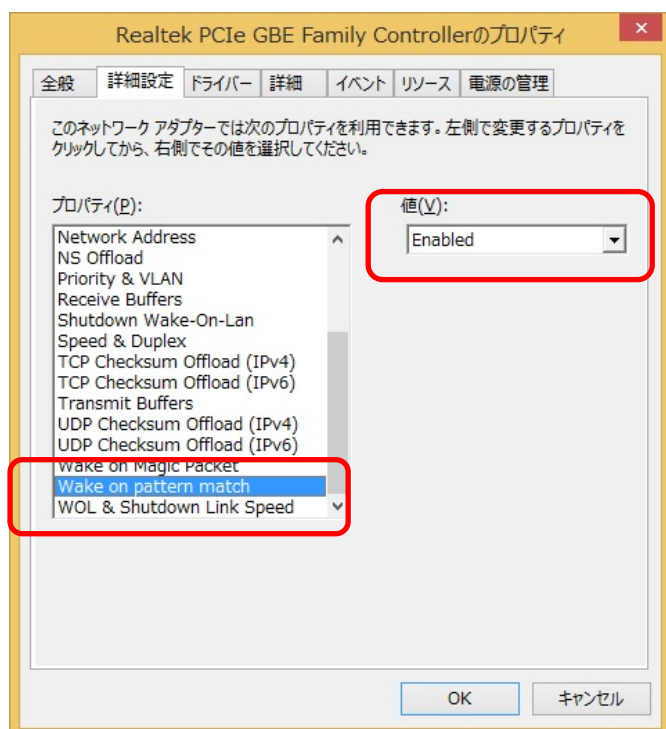 Realtek PCIe GBE Family Controllerのプロパティ
全般 詳細設定 ドライバー 詳細 イベント リソース 電源の管理
このネットワーク アダプターでは次のプロパティを利用できます。左側で変更するプロパティを
クリックしてから、右側でその値を選択してください。
プロパティ(P):
Network Address
NS Offload
Priority & VLAN
Receive Buffers
Shutdown Wake-On-Lan
Speed & Duplex
TCP Checksum Offload (IPv4)
TCP Checksum Offload (IPv6)
Transmit Buffers
UDP Checksum Offload (IPv4)
UDP Checksum Offload (IPv6)
Wake on Magic Packet
Wake on pattern match
WOL & Shutdown Link Speed
値(V):
Enabled
OK キャンセル